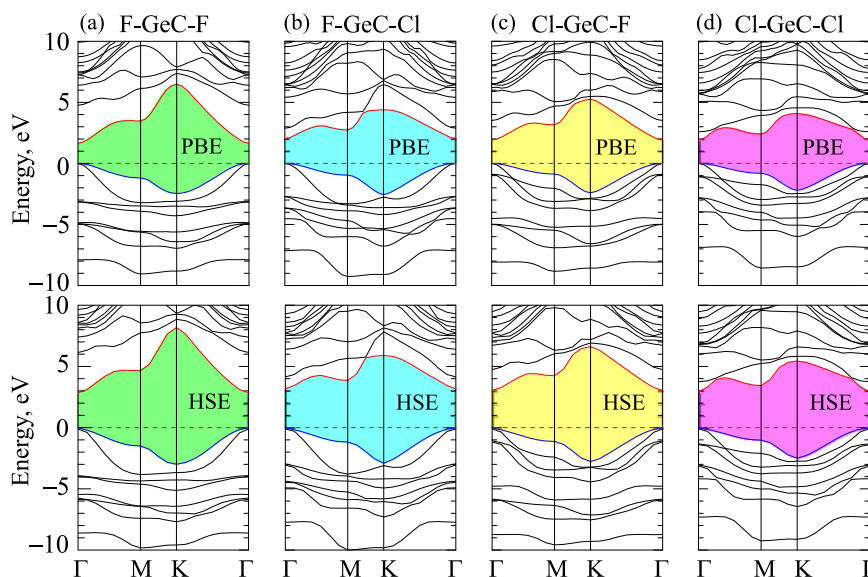 (a) F-GeC-F (b) F-GeC-Cl (c) Cl-GeC-F (d) Cl-GeC-Cl
10
5
0
−5
−10
Energy, eV
PBE PBE PBE PBE
10
5
0
−5
−10
Energy, eV
HSE HSE HSE HSE
Γ M K Γ M K Γ M K Γ M K Γ